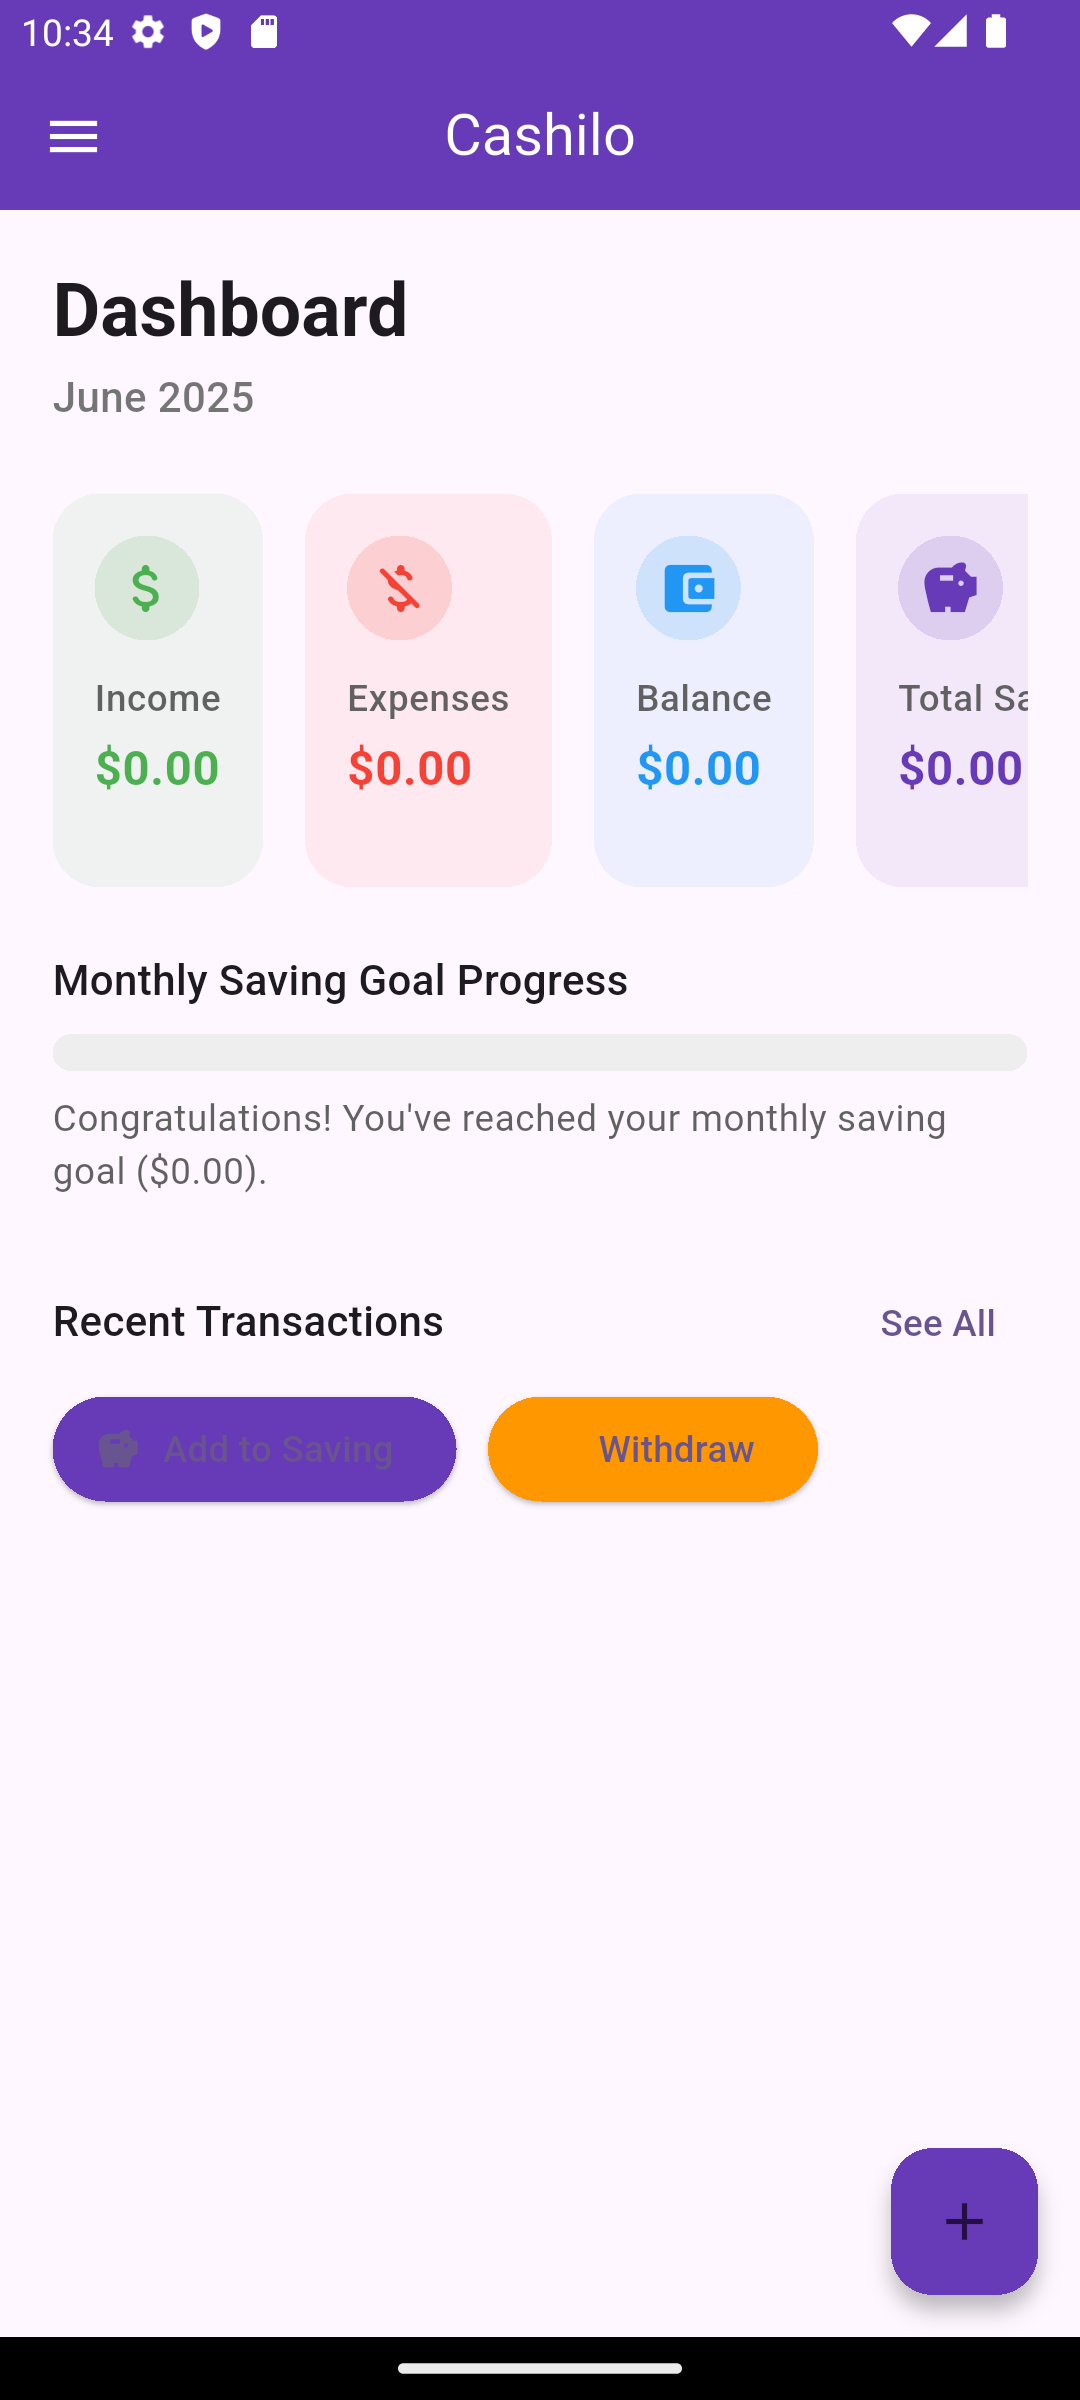 10:34
Cashilo
Dashboard
June 2025
Income
$0.00
Expenses
$0.00
Balance
$0.00
Total Sa
$0.00
Monthly Saving Goal Progress
Congratulations! You've reached your monthly saving
goal ($0.00).
Recent Transactions
See All
Add to Saving
Withdraw